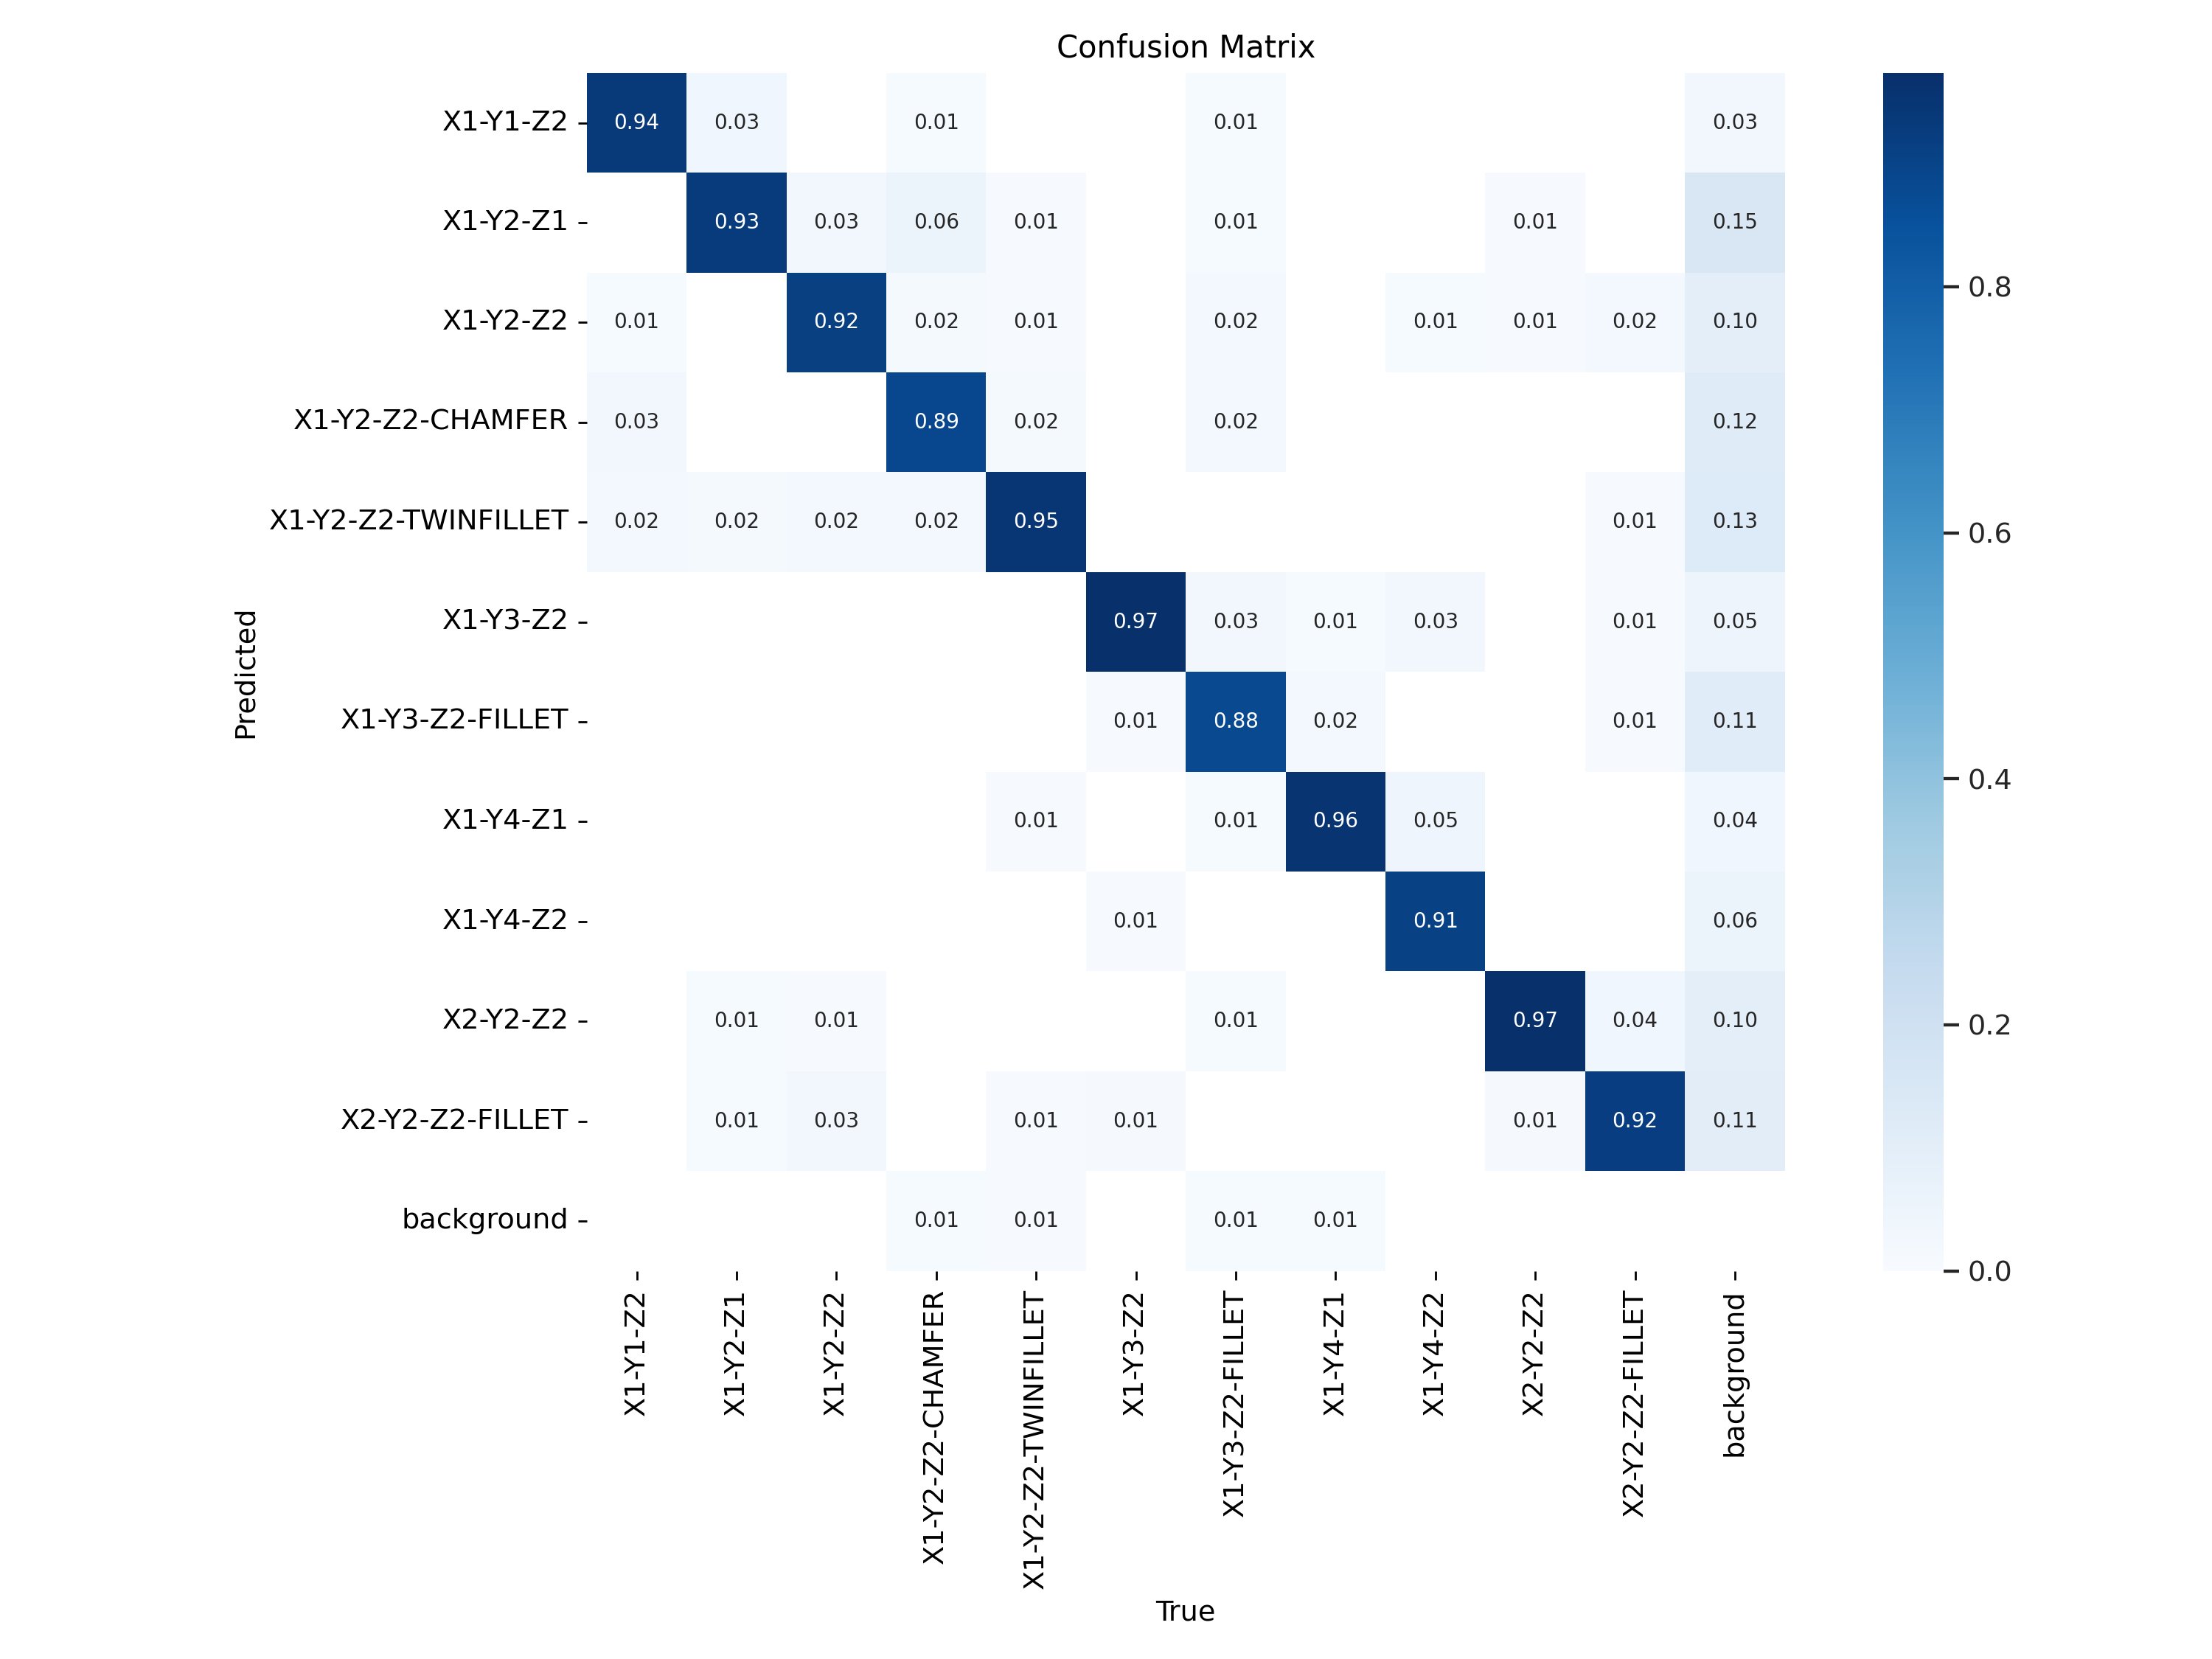 Confusion Matrix
X1-Y1-Z2 0.94 0.03 0.01 0.01 0.03
X1-Y2-Z1 0.93 0.03 0.06 0.01 0.01 0.01 0.15
X1-Y2-Z2 0.01 0.92 0.02 0.01 0.02 0.01 0.01 0.02 0.10
X1-Y2-Z2-CHAMFER 0.03 0.89 0.02 0.02 0.12
X1-Y2-Z2-TWINFILLET 0.02 0.02 0.02 0.02 0.95 0.01 0.13
X1-Y3-Z2 0.97 0.03 0.01 0.03 0.01 0.05
X1-Y3-Z2-FILLET 0.01 0.88 0.02 0.01 0.11
X1-Y4-Z1 0.01 0.01 0.96 0.05 0.04
X1-Y4-Z2 0.01 0.91 0.06
X2-Y2-Z2 0.01 0.01 0.01 0.97 0.04 0.10
X2-Y2-Z2-FILLET 0.01 0.03 0.01 0.01 0.01 0.92 0.11
background 0.01 0.01 0.01 0.01
Predicted
X1-Y1-Z2
X1-Y2-Z1
X1-Y2-Z2
X1-Y2-Z2-CHAMFER
X1-Y2-Z2-TWINFILLET
X1-Y3-Z2
X1-Y3-Z2-FILLET
X1-Y4-Z1
X1-Y4-Z2
X2-Y2-Z2
X2-Y2-Z2-FILLET
background
True
0.8
0.6
0.4
0.2
0.0